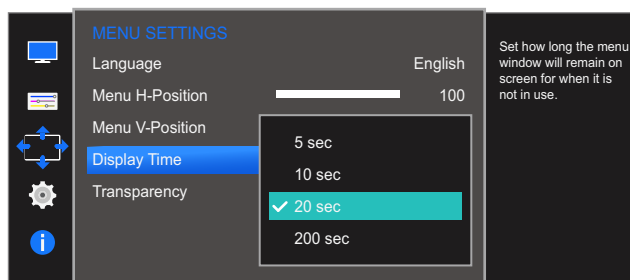 MENU SETTINGS
Language English
Menu H-Position 100
Menu V-Position
Display Time
Transparency
5 sec
10 sec
20 sec
200 sec
Set how long the menu
window will remain on
screen for when it is
not in use.